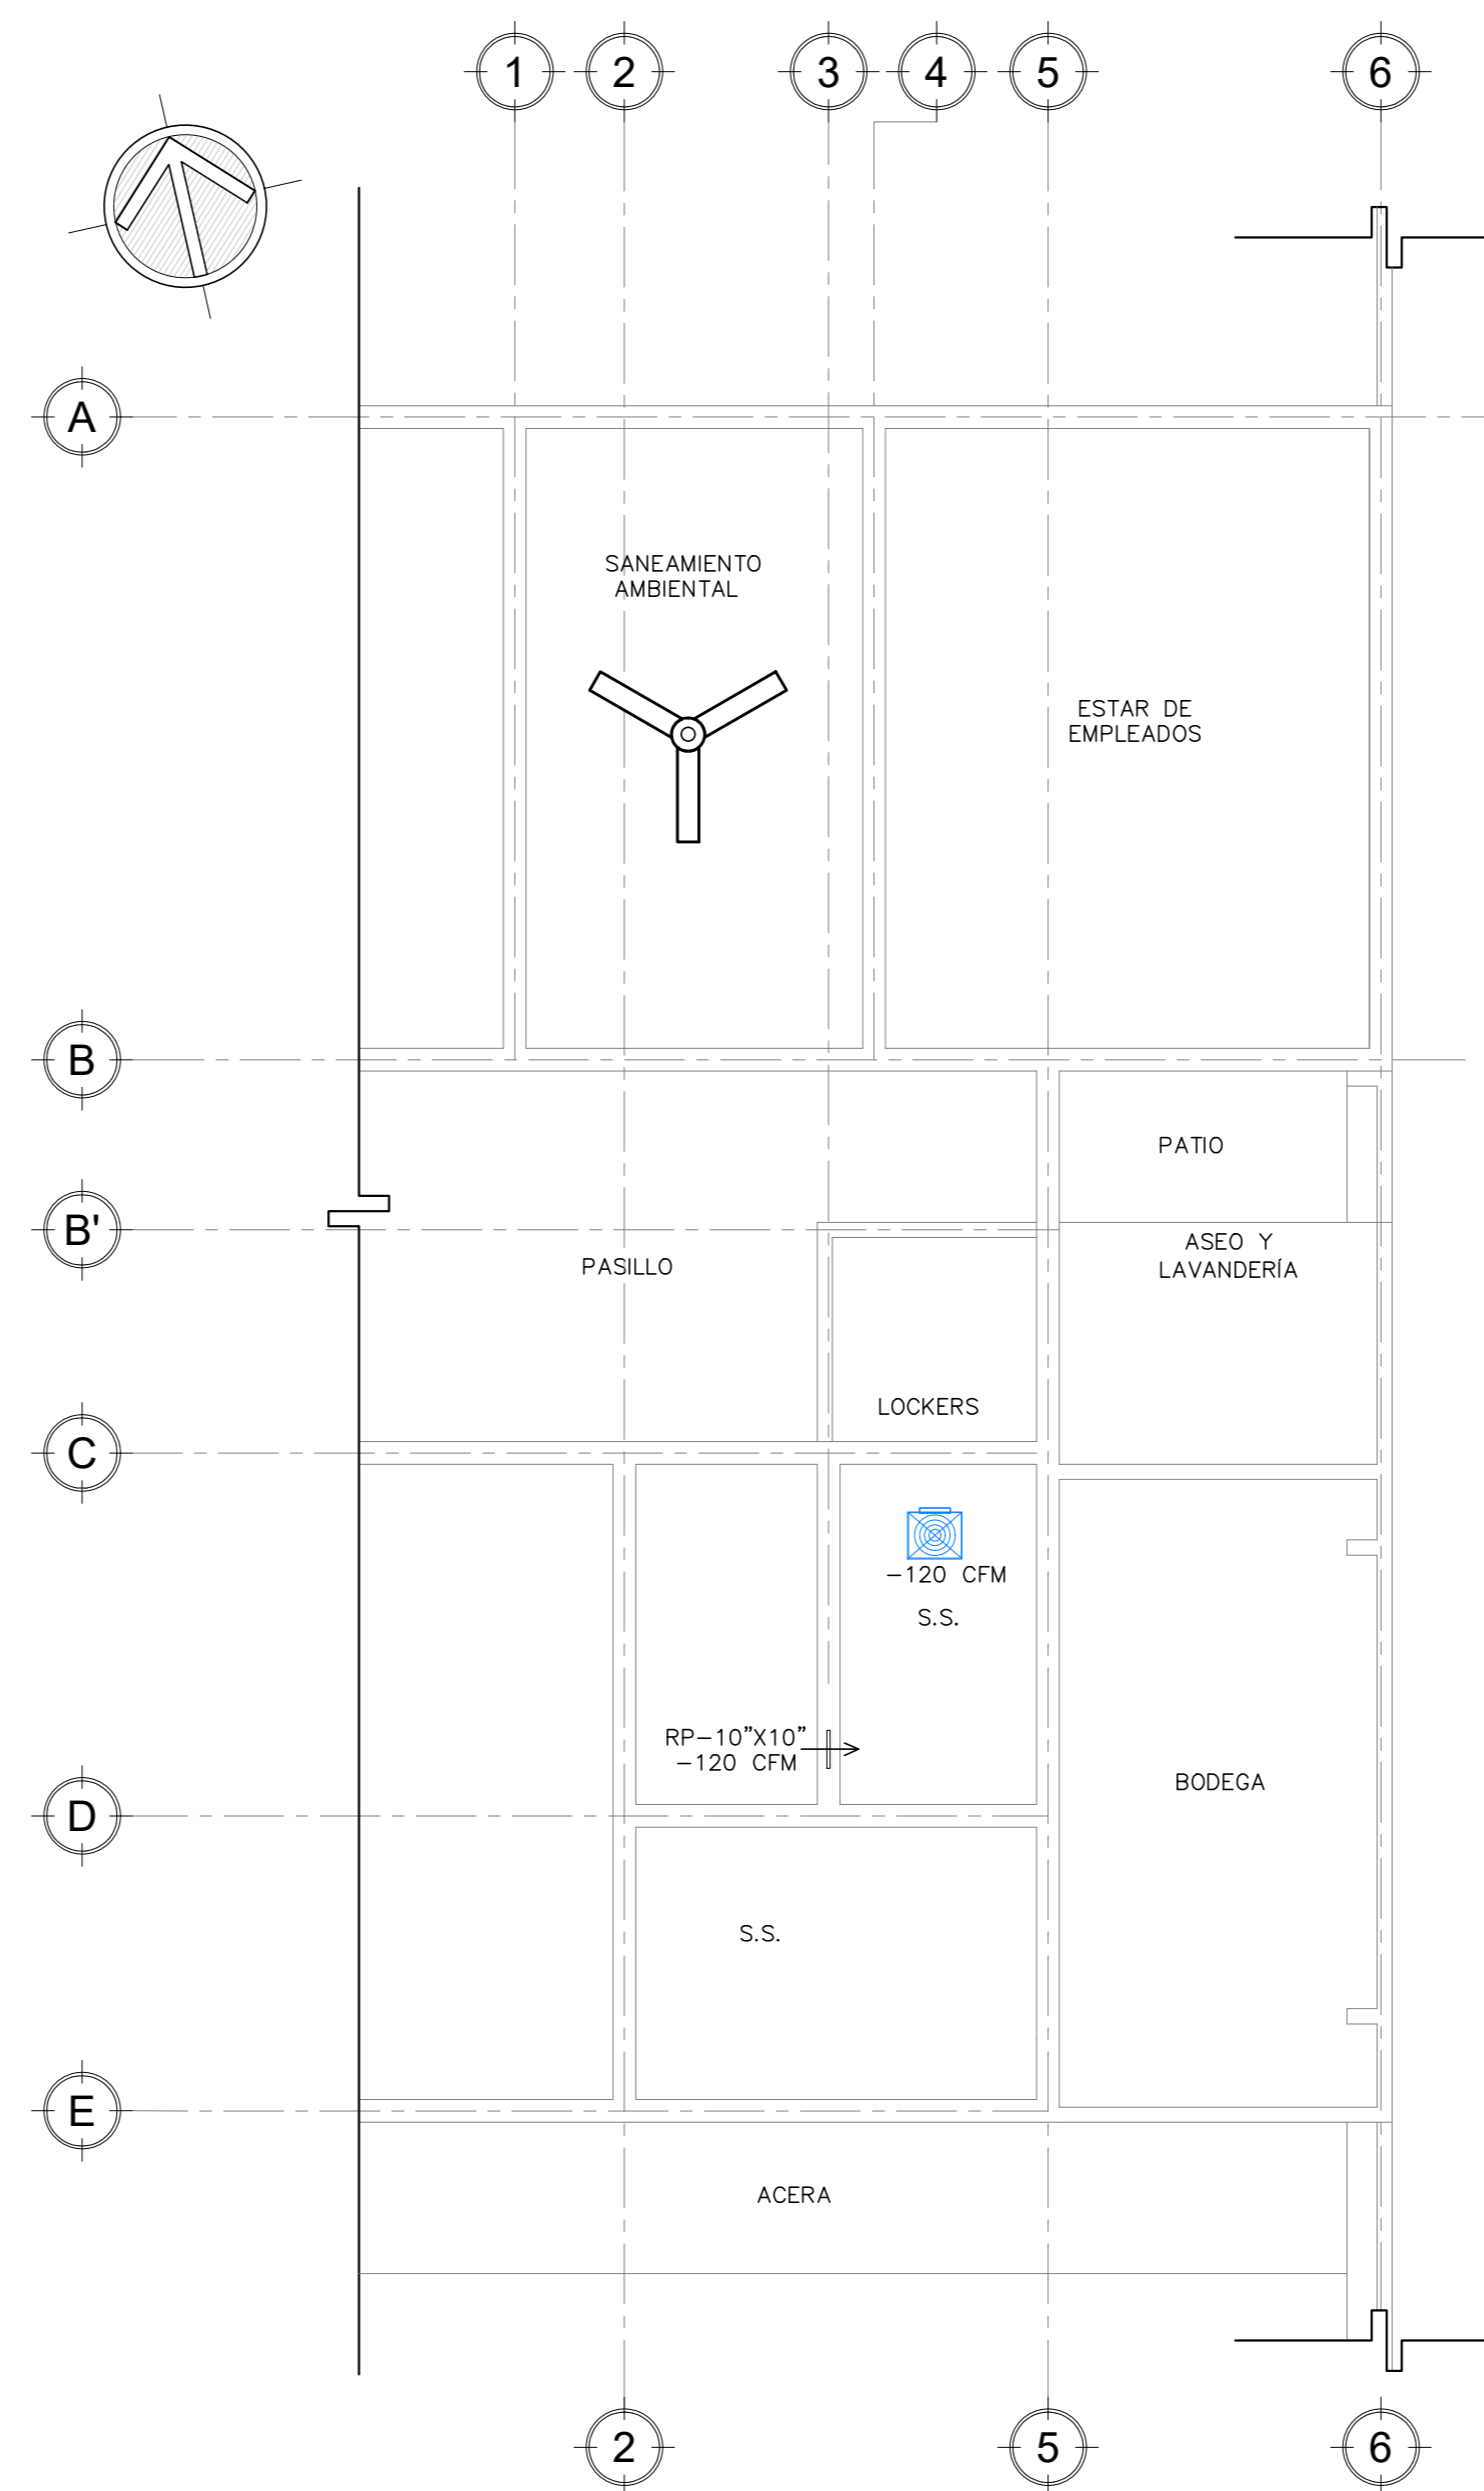 1 2 3 4 5 6
A
SANEAMIENTO
AMBIENTAL
ESTAR DE
EMPLEADOS
B
PATIO
B'
ASEO Y
LAVANDERÍA
PASILLO
LOCKERS
C
-120 CFM
S.S.
RP-10”X10”
-120 CFM
BODEGA
D
S.S.
E
ACERA
2 5 6